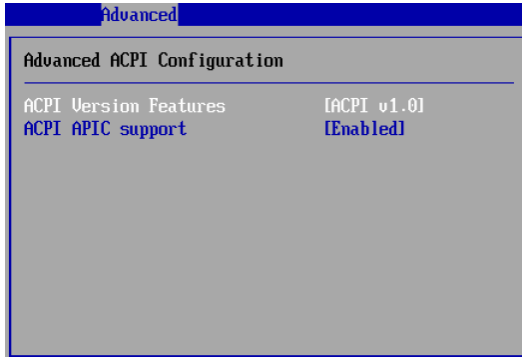 Advanced
Advanced ACPI Configuration
ACPI Version Features [ACPI v1.0]
ACPI APIC support [Enabled]